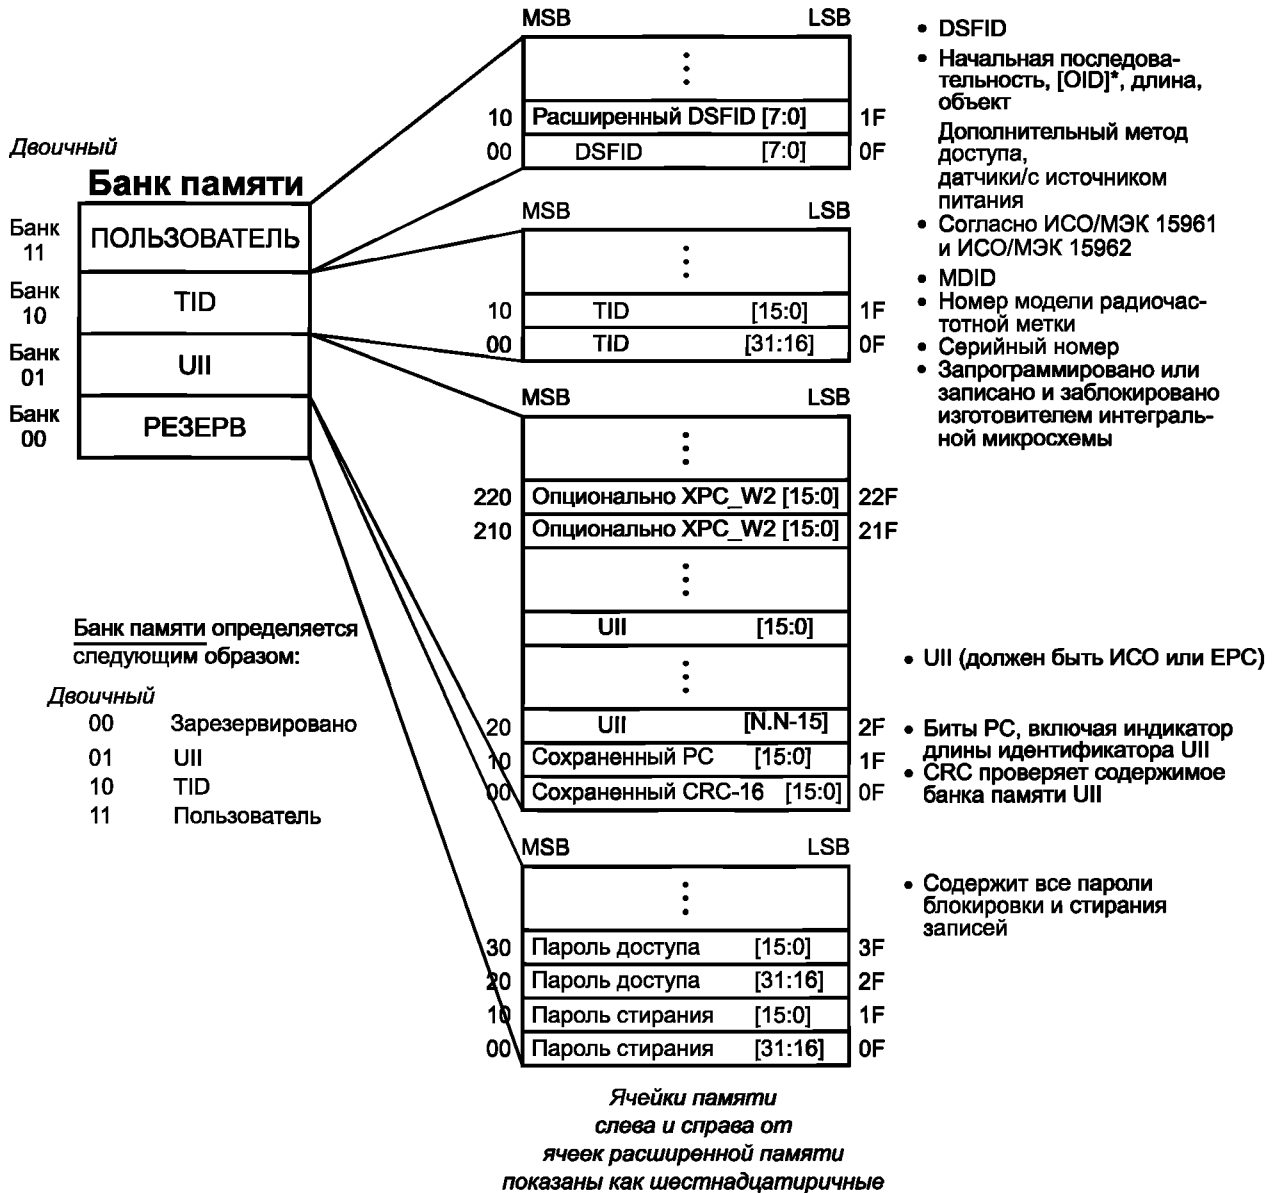 Двоичный
Банк памяти
Банк 11
ПОЛЬЗОВАТЕЛЬ
Банк 10
TID
Банк 01
UII
Банк 00
РЕЗЕРВ
Банк памяти определяется
следующим образом:
Двоичный
00 Зарезервировано
01 UII
10 TID
11 Пользователь
MSB LSB
10 Расширенный DSFID [7:0] 1F
00 DSFID [7:0] 0F
MSB LSB
10 TID [15:0] 1F
00 TID [31:16] 0F
MSB LSB
220 Опционально XPC_W2 [15:0] 22F
210 Опционально XPC_W2 [15:0] 21F
UII [15:0]
20 UII [N.N-15] 2F
10 Сохраненный PC [15:0] 1F
00 Сохраненный CRC-16 [15:0] 0F
MSB LSB
30 Пароль доступа [15:0] 3F
20 Пароль доступа [31:16] 2F
10 Пароль стирания [15:0] 1F
00 Пароль стирания [31:16] 0F
Ячейки памяти
слева и справа от
ячеек расширенной памяти
показаны как шестнадцатиричные
• DSFID
• Начальная последова-
тельность, [OID]*, длина,
объект
Дополнительный метод
доступа,
датчики/с источником
питания
• Согласно ИСО/МЭК 15961
и ИСО/МЭК 15962
• MDID
• Номер модели радиочас-
тотной метки
• Серийный номер
• Запрограммировано или
записано и заблокировано
изготовителем интеграль-
ной микросхемы
• UII (должен быть ИСО или EPC)
• Биты PC, включая индикатор
длины идентификатора UII
• CRC проверяет содержимое
банка памяти UII
• Содержит все пароли
блокировки и стирания
записей